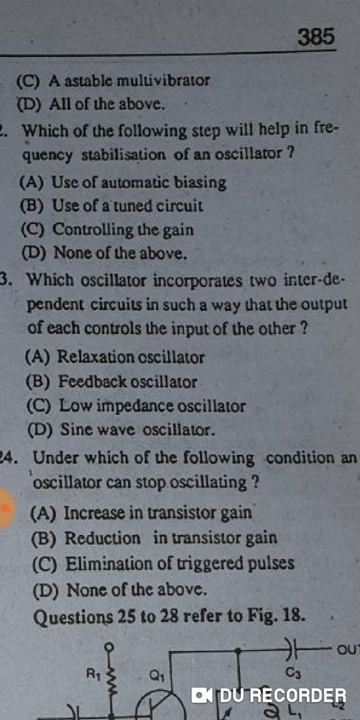 385
(C) A astable multivibrator
(D) All of the above.
2. Which of the following step will help in fre-
quency stabilisation of an oscillator ?
(A) Use of automatic biasing
(B) Use of a tuned circuit
(C) Controlling the gain
(D) None of the above.
3. Which oscillator incorporates two inter-de-
pendent circuits in such a way that the output
of each controls the input of the other ?
(A) Relaxation oscillator
(B) Feedback oscillator
(C) Low impedance oscillator
(D) Sine wave oscillator.
24. Under which of the following condition an
oscillator can stop oscillating ?
(A) Increase in transistor gain
(B) Reduction in transistor gain
(C) Elimination of triggered pulses
(D) None of the above.
Questions 25 to 28 refer to Fig. 18.
OU
C3
R1
Q1
DU RECORDER
L1